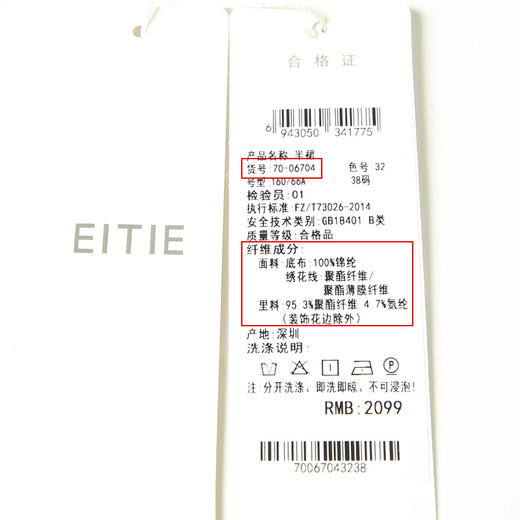 EITIE
合格证
6 943050 341775
产品名称:半裙
货号:70-06704 色号 32
号型 160/66A 38码
检验员:01
执行标准:FZ/T73026-2014
安全技术类别:GB18401 B类
质量等级:合格品
纤维成分:
面料:底布:100%锦纶
绣花线:聚酯纤维/
聚酯薄膜纤维
里料:95 3%聚酯纤维 4.7%氨纶
(装饰花边除外)
产地:深圳
洗涤说明:
P
注:分开洗涤、即洗即晾、不可浸泡!
RMB:2099
70067043238